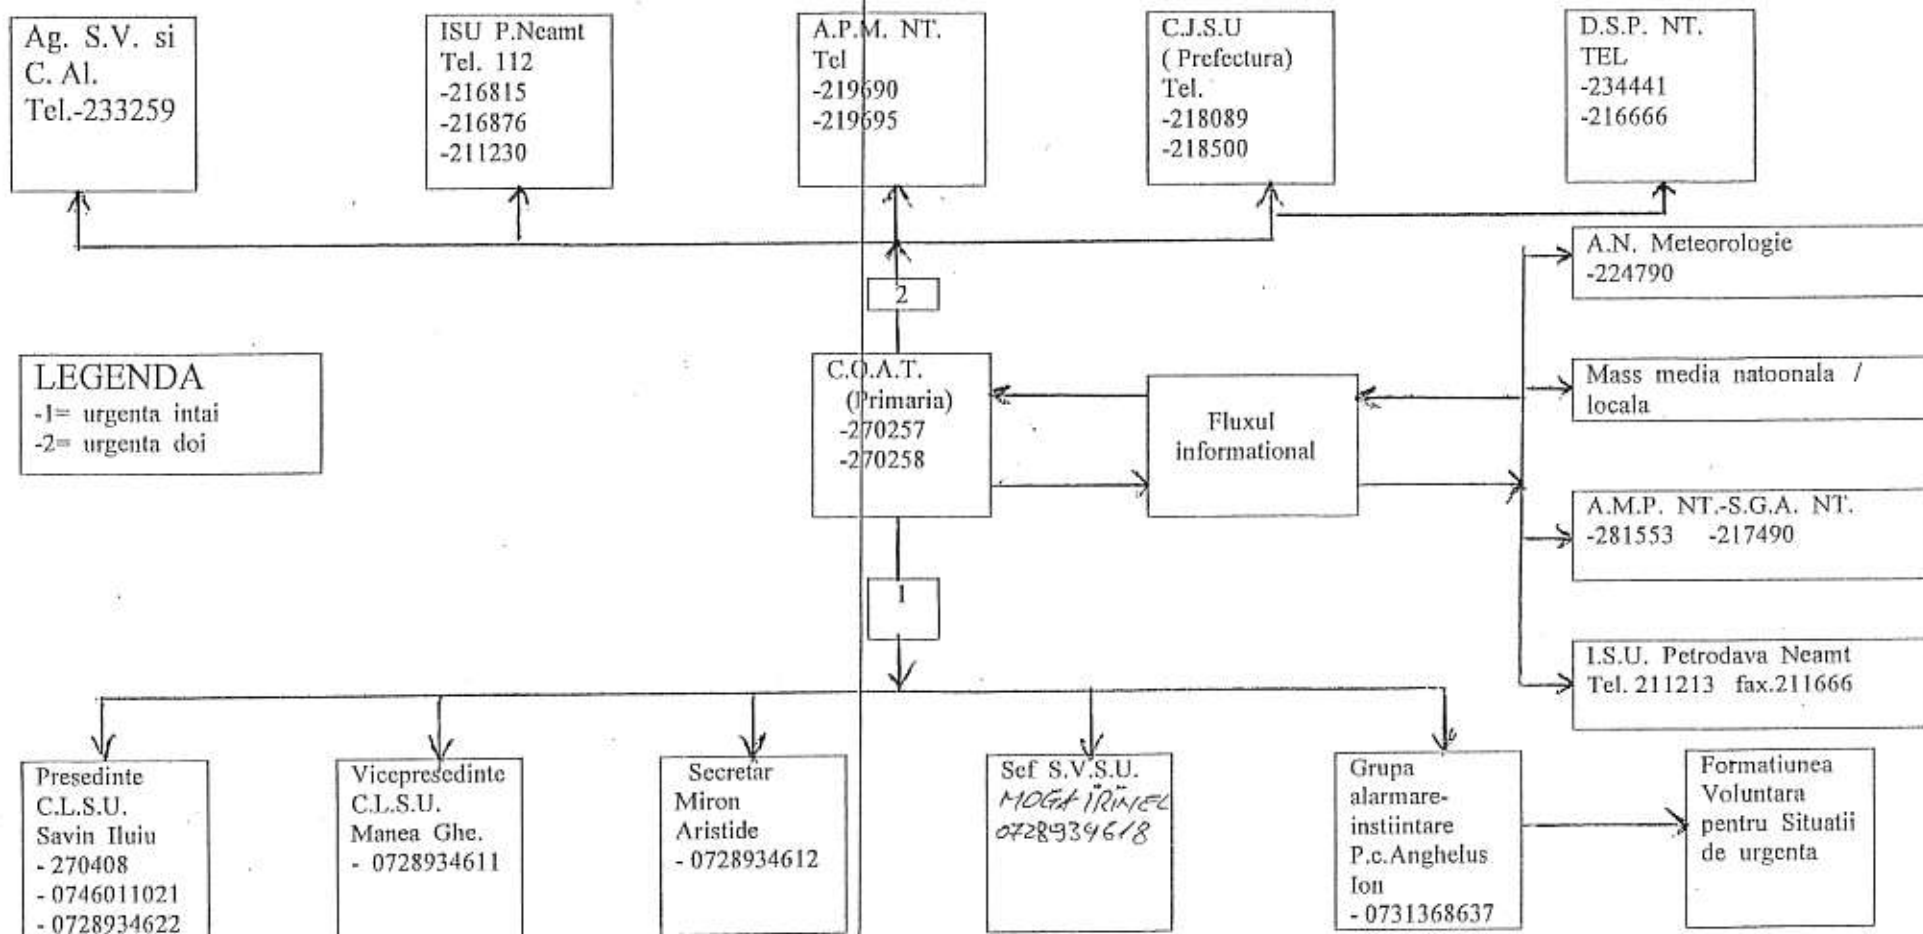 Ag. S.V. si
C. Al.
Tel.-233259
ISU P.Neamt
Tel. 112
-216815
-216876
-211230
A.P.M. NT.
Tel
-219690
-219695
C.J.S.U
( Prefectura)
Tel.
-218089
-218500
D.S.P. NT.
TEL
-234441
-216666
A.N. Meteorologie
-224790
2
LEGENDA
-1= urgenta intai
-2= urgenta doi
C.O.A.T.
(Primaria)
-270257
-270258
Fluxul
informational
Mass media natoonala /
locala
A.M.P. NT.-S.G.A. NT.
-281553 -217490
1
I.S.U. Petrodava Neamt
Tel. 211213 fax.211666
Presedinte
C.L.S.U.
Savin Iluiu
- 270408
- 0746011021
- 0728934622
Vicepresedinte
C.L.S.U.
Manea Ghe.
- 0728934611
Secretar
Miron
Aristide
- 0728934612
Sef S.V.S.U.
MOGA IRINEL
0728934618
Grupa
alarmare-
instiintare
P.c.Anghelus
Ion
- 0731368637
Formatiunea
Voluntara
pentru Situatii
de urgenta